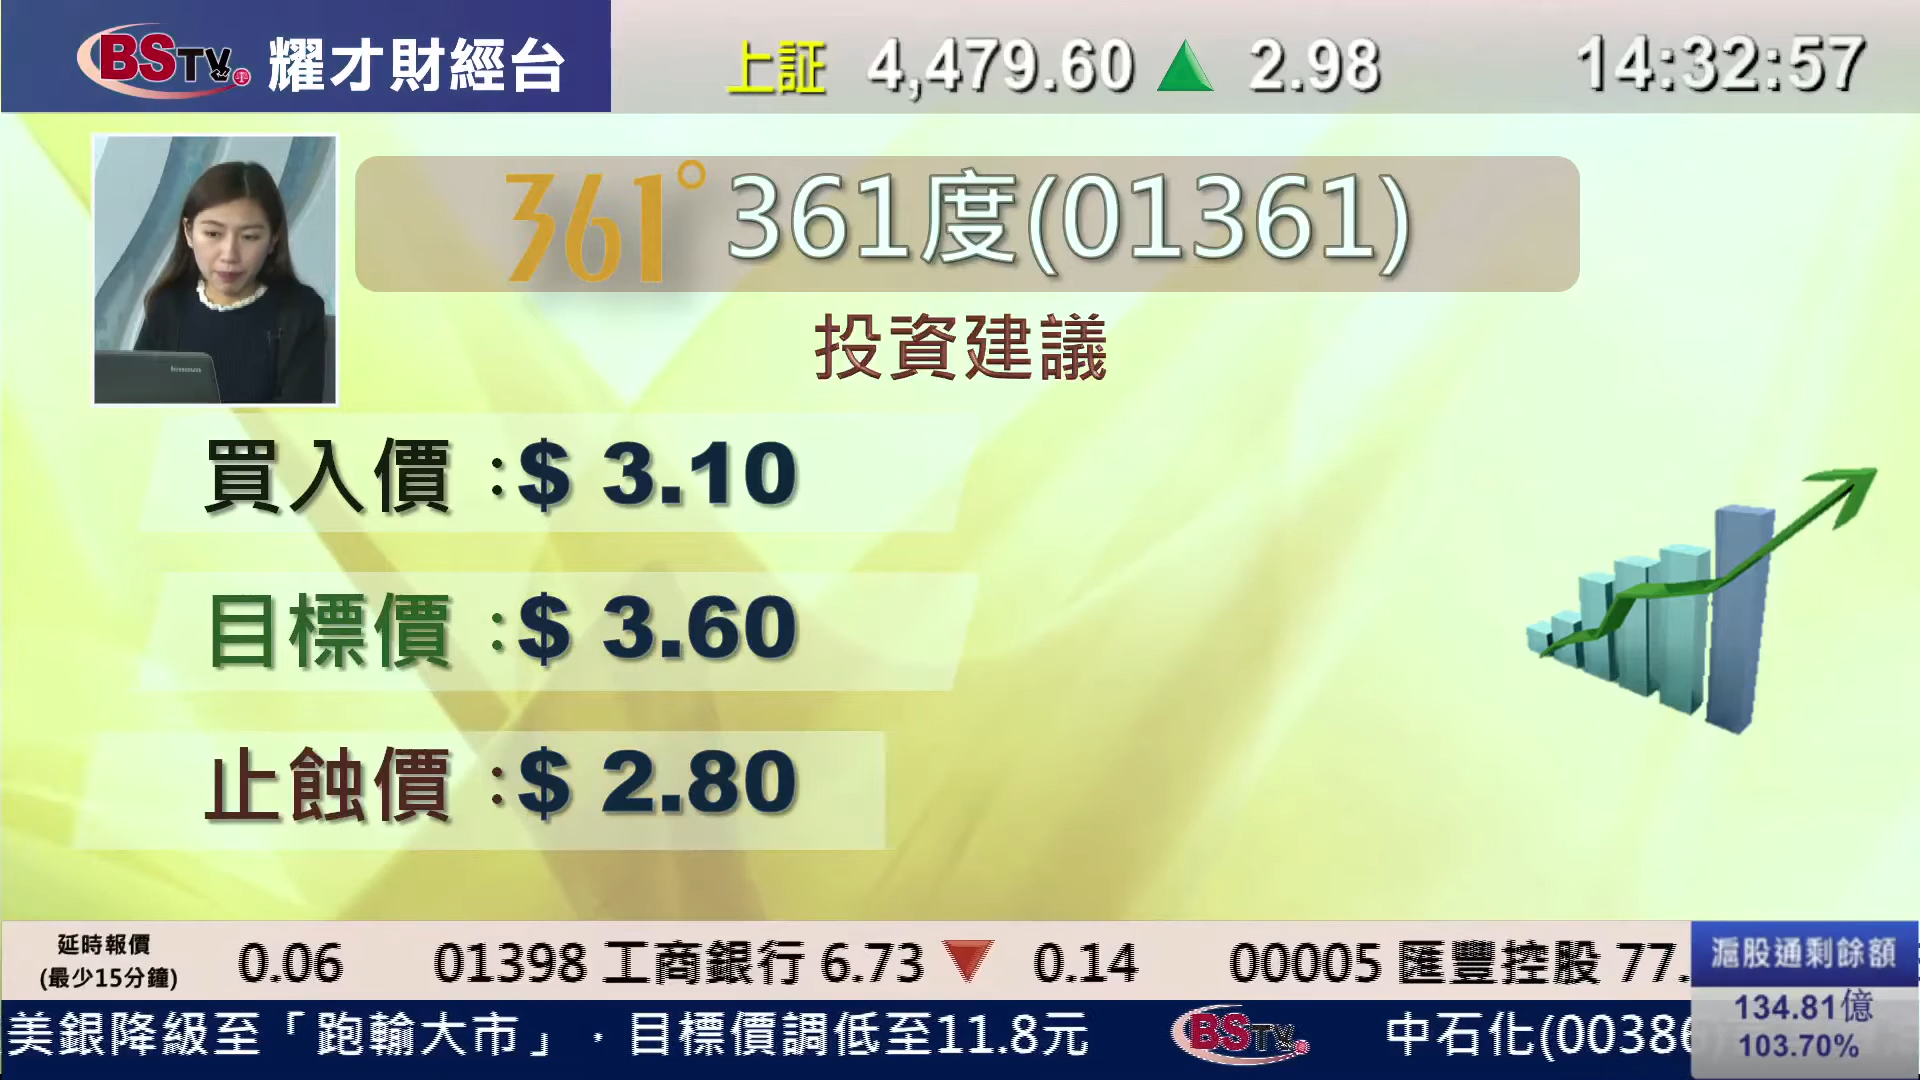 BSTV 耀才財經台
上証 4,479.60 ▲ 2.98
14:32:57
361° 361度(01361)
投資建議
lenovo
買入價 :$ 3.10
目標價 :$ 3.60
止蝕價 :$ 2.80
延時報價
(最少15分鐘)
0.06 01398 工商銀行 6.73 ▼ 0.14 00005 匯豐控股 77.
滬股通剩餘額
134.81億
103.70%
美銀降級至「跑輸大市」，目標價調低至11.8元 BSTV 中石化(00386